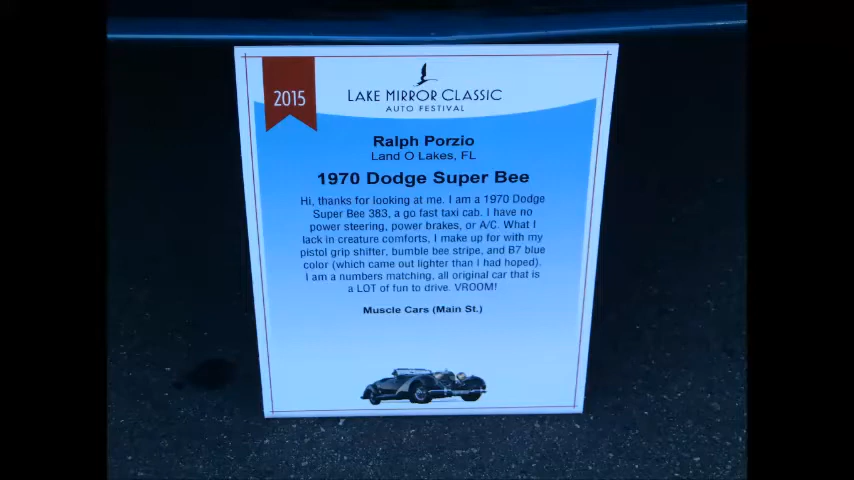 2015
LAKE MIRROR CLASSIC
AUTO FESTIVAL
Ralph Porzio
Land O Lakes, FL
1970 Dodge Super Bee
Hi, thanks for looking at me. I am a 1970 Dodge
Super Bee 383, a go fast taxi cab. I have no
power steering, power brakes, or A/C. What I
lack in creature comforts, I make up for with my
pistol grip shifter, bumble bee stripe, and B7 blue
color (which came out lighter than I had hoped).
I am a numbers matching, all original car that is
a LOT of fun to drive. VROOM!
Muscle Cars (Main St.)